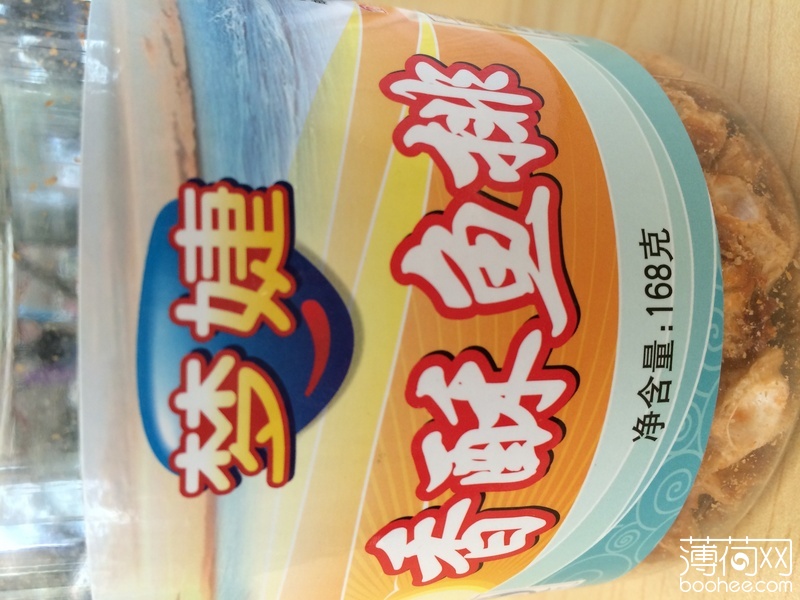 梦婕
香酥鱼排
净含量:168克
薄荷网
boohee.com